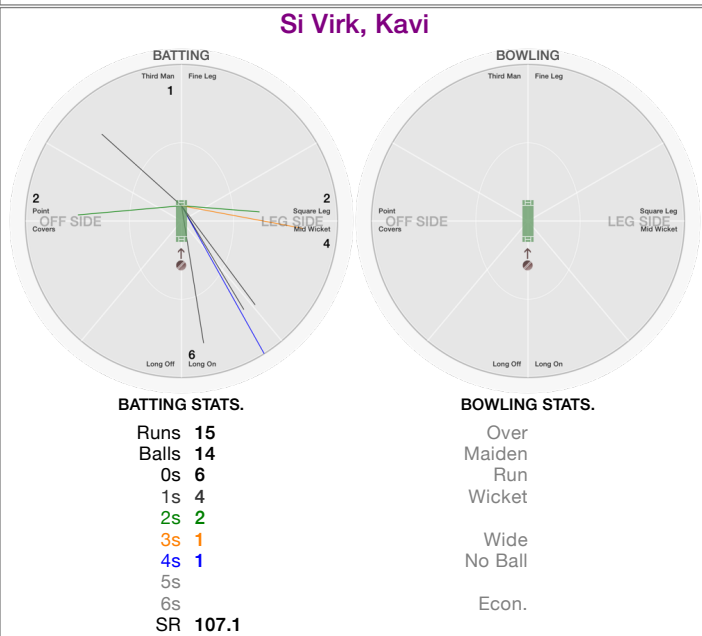 Si Virk, Kavi
BATTING
BOWLING
Third Man Fine Leg
1
Third Man Fine Leg
2
Point
OFF SIDE
Covers
2
Square Leg
LEG SIDE
Mid Wicket
4
Point
OFF SIDE
Covers
Square Leg
LEG SIDE
Mid Wicket
6
Long Off Long On
Long Off Long On
BATTING STATS.
Runs 15
Balls 14
0s 6
1s 4
2s 2
3s 1
4s 1
5s
6s
SR 107.1
BOWLING STATS.
Over
Maiden
Run
Wicket
Wide
No Ball
Econ.